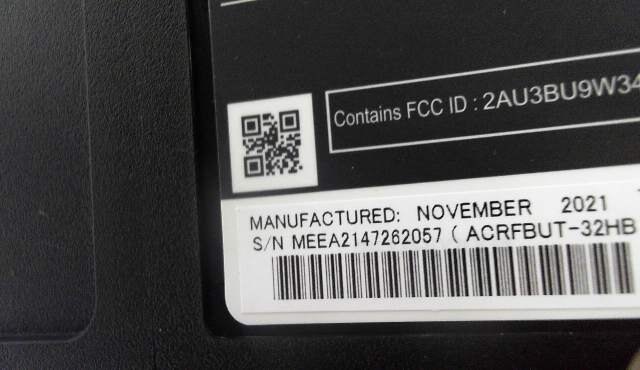 Contains FCC ID : 2AU3BU9W34
MANUFACTURED: NOVEMBER 2021
S/N MEEA2147262057 ( ACRFBUT-32HB